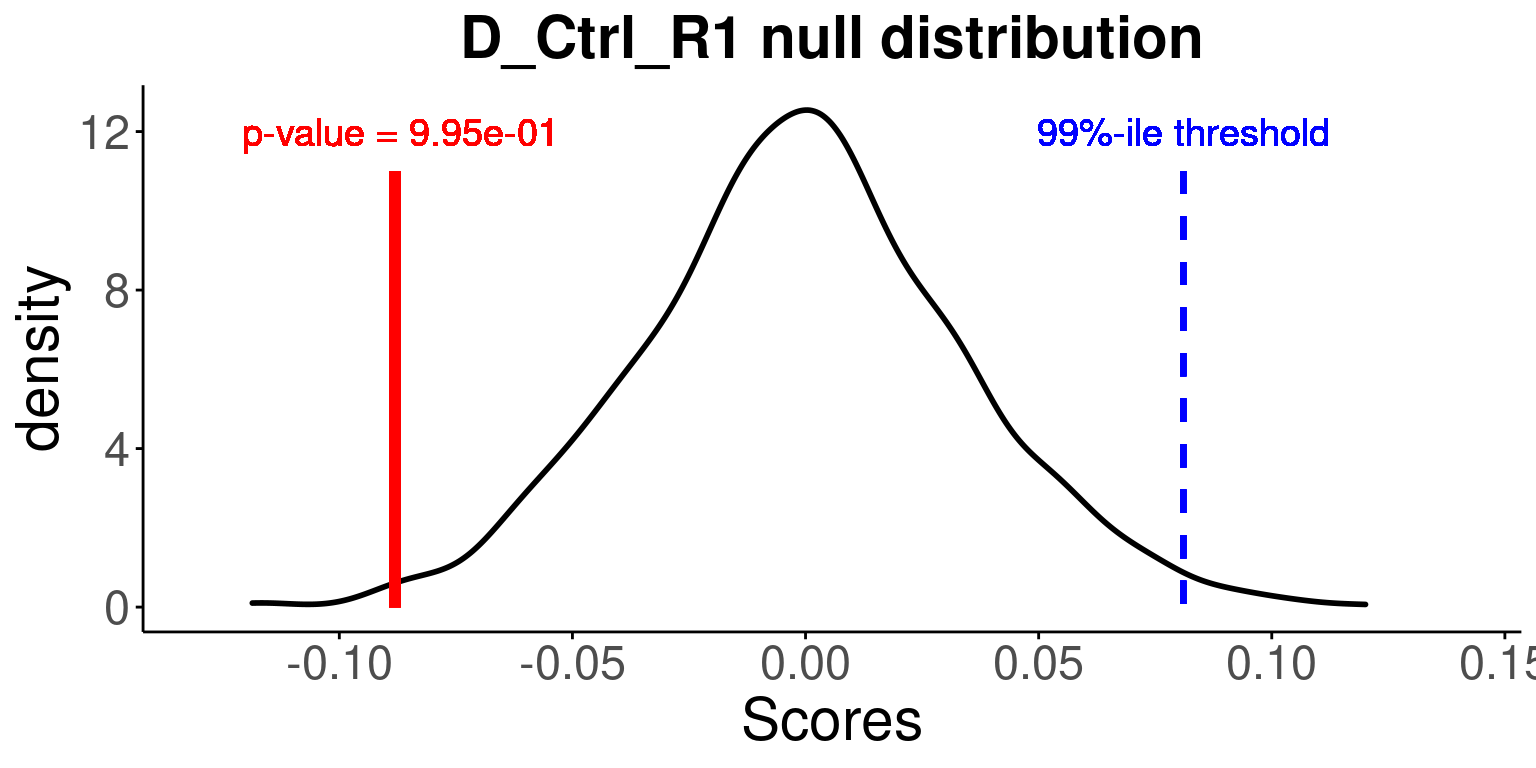 D_Ctrl_R1 null distribution
p-value = 9.95e-01
99%-ile threshold
12
8
4
0
density
-0.10 -0.05 0.00 0.05 0.10 0.15
Scores